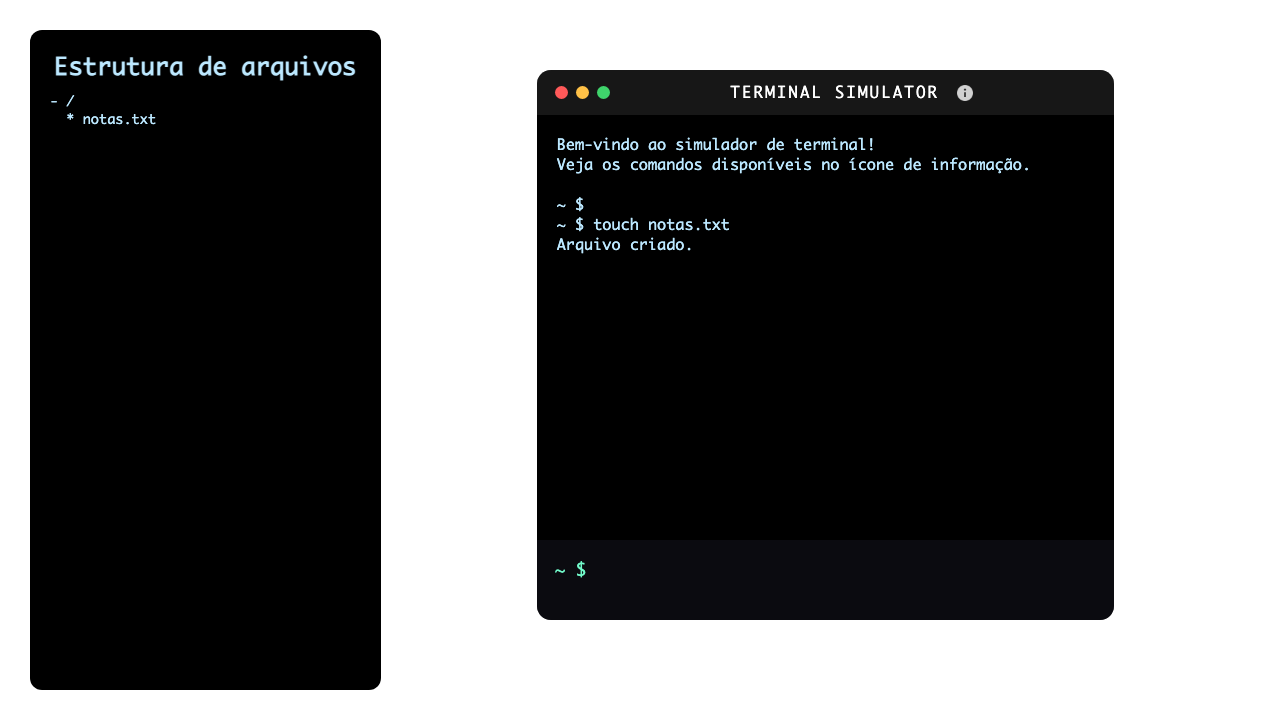 Estrutura de arquivos
- /
* notas.txt
TERMINAL SIMULATOR
Bem-vindo ao simulador de terminal!
Veja os comandos disponíveis no ícone de informação.
~ $
~ $ touch notas.txt
Arquivo criado.
~ $